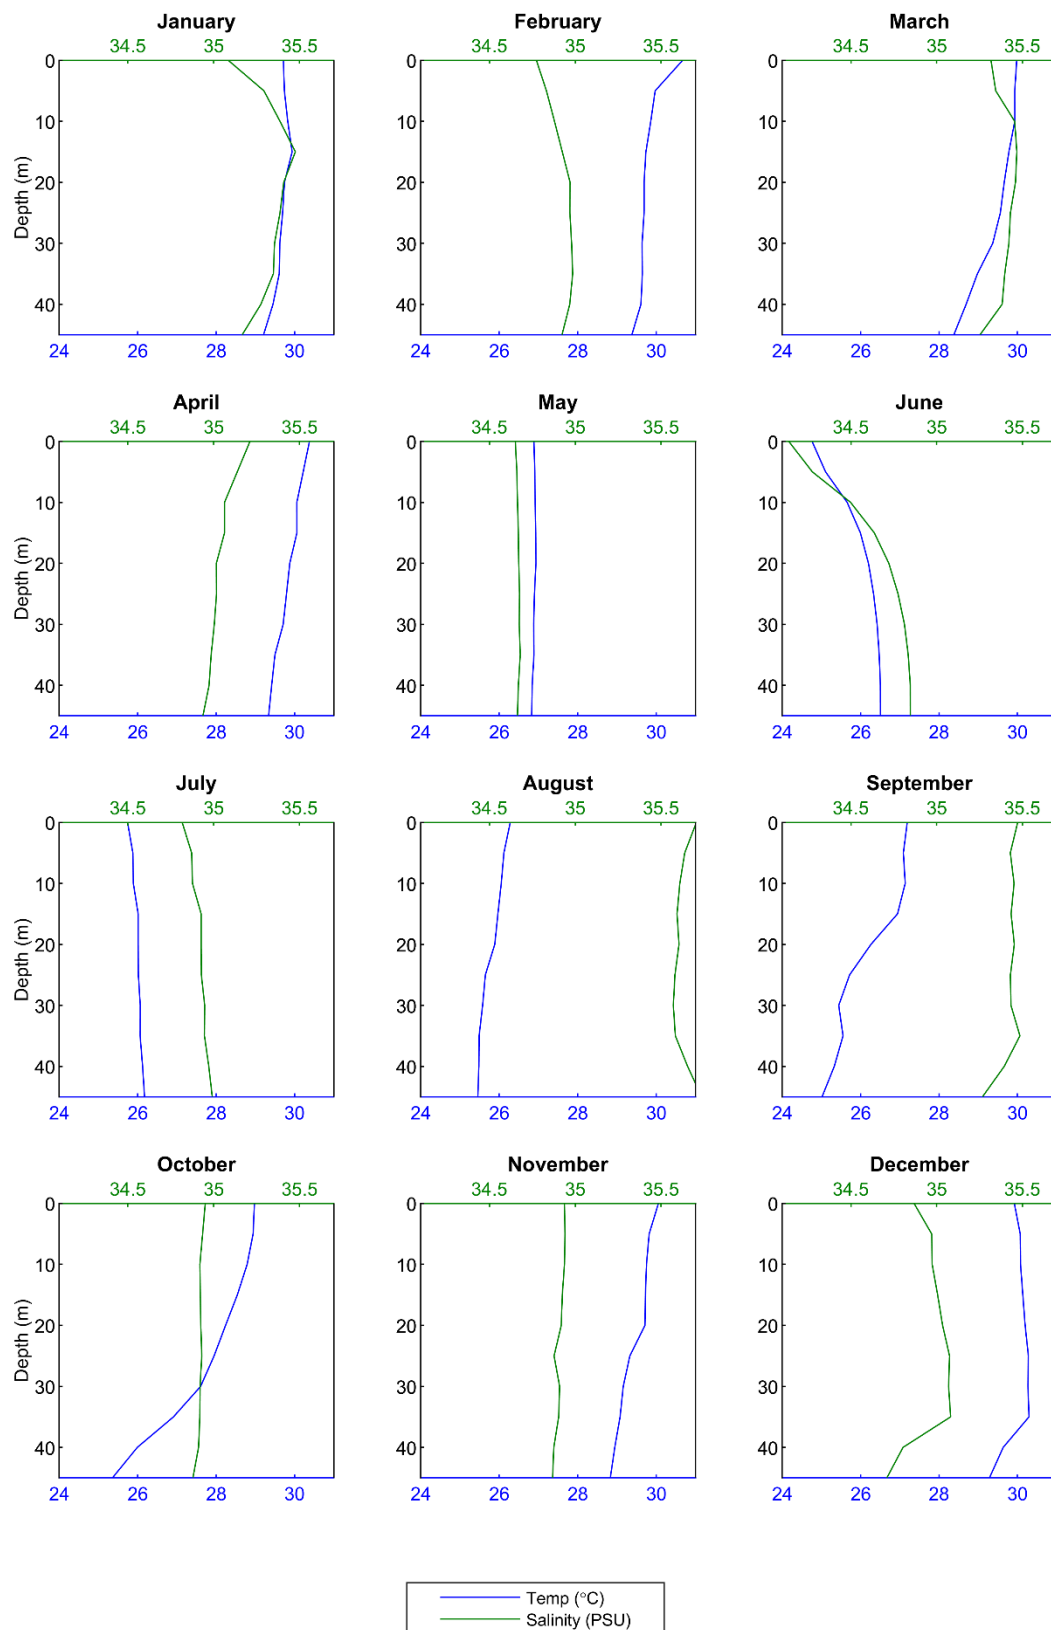 January February March
34.5 35 35.5 34.5 35 35.5 34.5 35 35.5
0 0 0
10 10 10
20 20 20
30 30 30
40 40 40
Depth (m)
24 26 28 30 24 26 28 30 24 26 28 30
April May June
34.5 35 35.5 34.5 35 35.5 34.5 35 35.5
0 0 0
10 10 10
20 20 20
30 30 30
40 40 40
Depth (m)
24 26 28 30 24 26 28 30 24 26 28 30
July August September
34.5 35 35.5 34.5 35 35.5 34.5 35 35.5
0 0 0
10 10 10
20 20 20
30 30 30
40 40 40
Depth (m)
24 26 28 30 24 26 28 30 24 26 28 30
October November December
34.5 35 35.5 34.5 35 35.5 34.5 35 35.5
0 0 0
10 10 10
20 20 20
30 30 30
40 40 40
Depth (m)
24 26 28 30 24 26 28 30 24 26 28 30
Temp (°C)
Salinity (PSU)